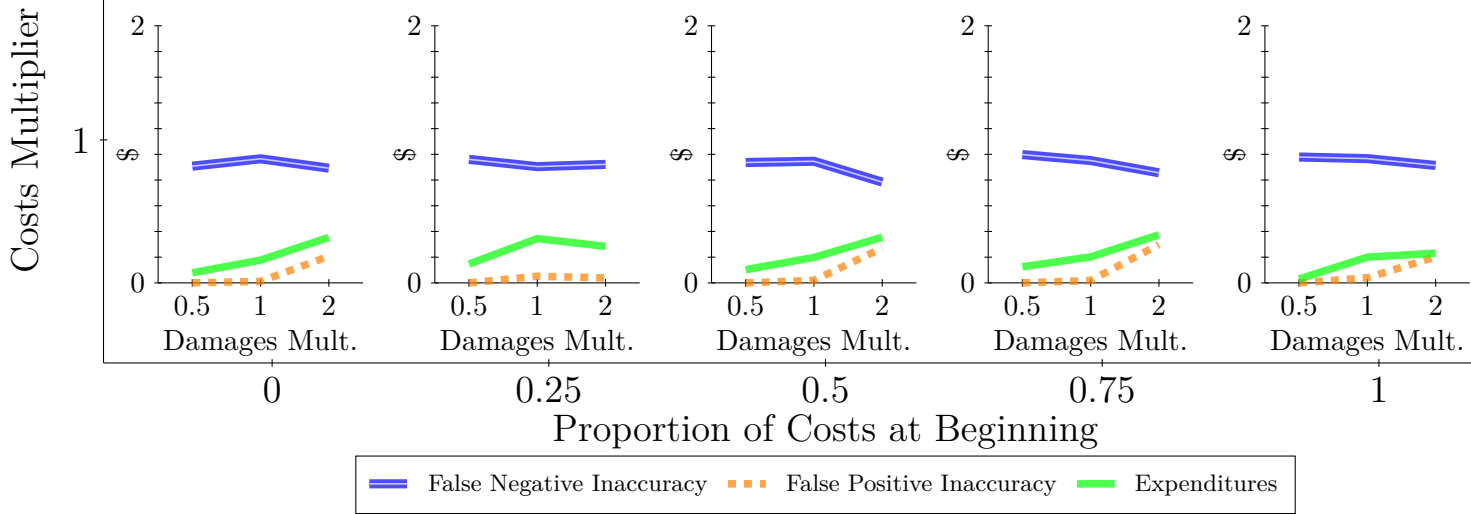 Costs Multiplier
1
2 2 2 2 2
$ $ $ $ $
0 0 0 0 0
0.5 1 2 0.5 1 2 0.5 1 2 0.5 1 2 0.5 1 2
Damages Mult. Damages Mult. Damages Mult. Damages Mult. Damages Mult.
0 0.25 0.5 0.75 1
Proportion of Costs at Beginning
False Negative Inaccuracy False Positive Inaccuracy Expenditures